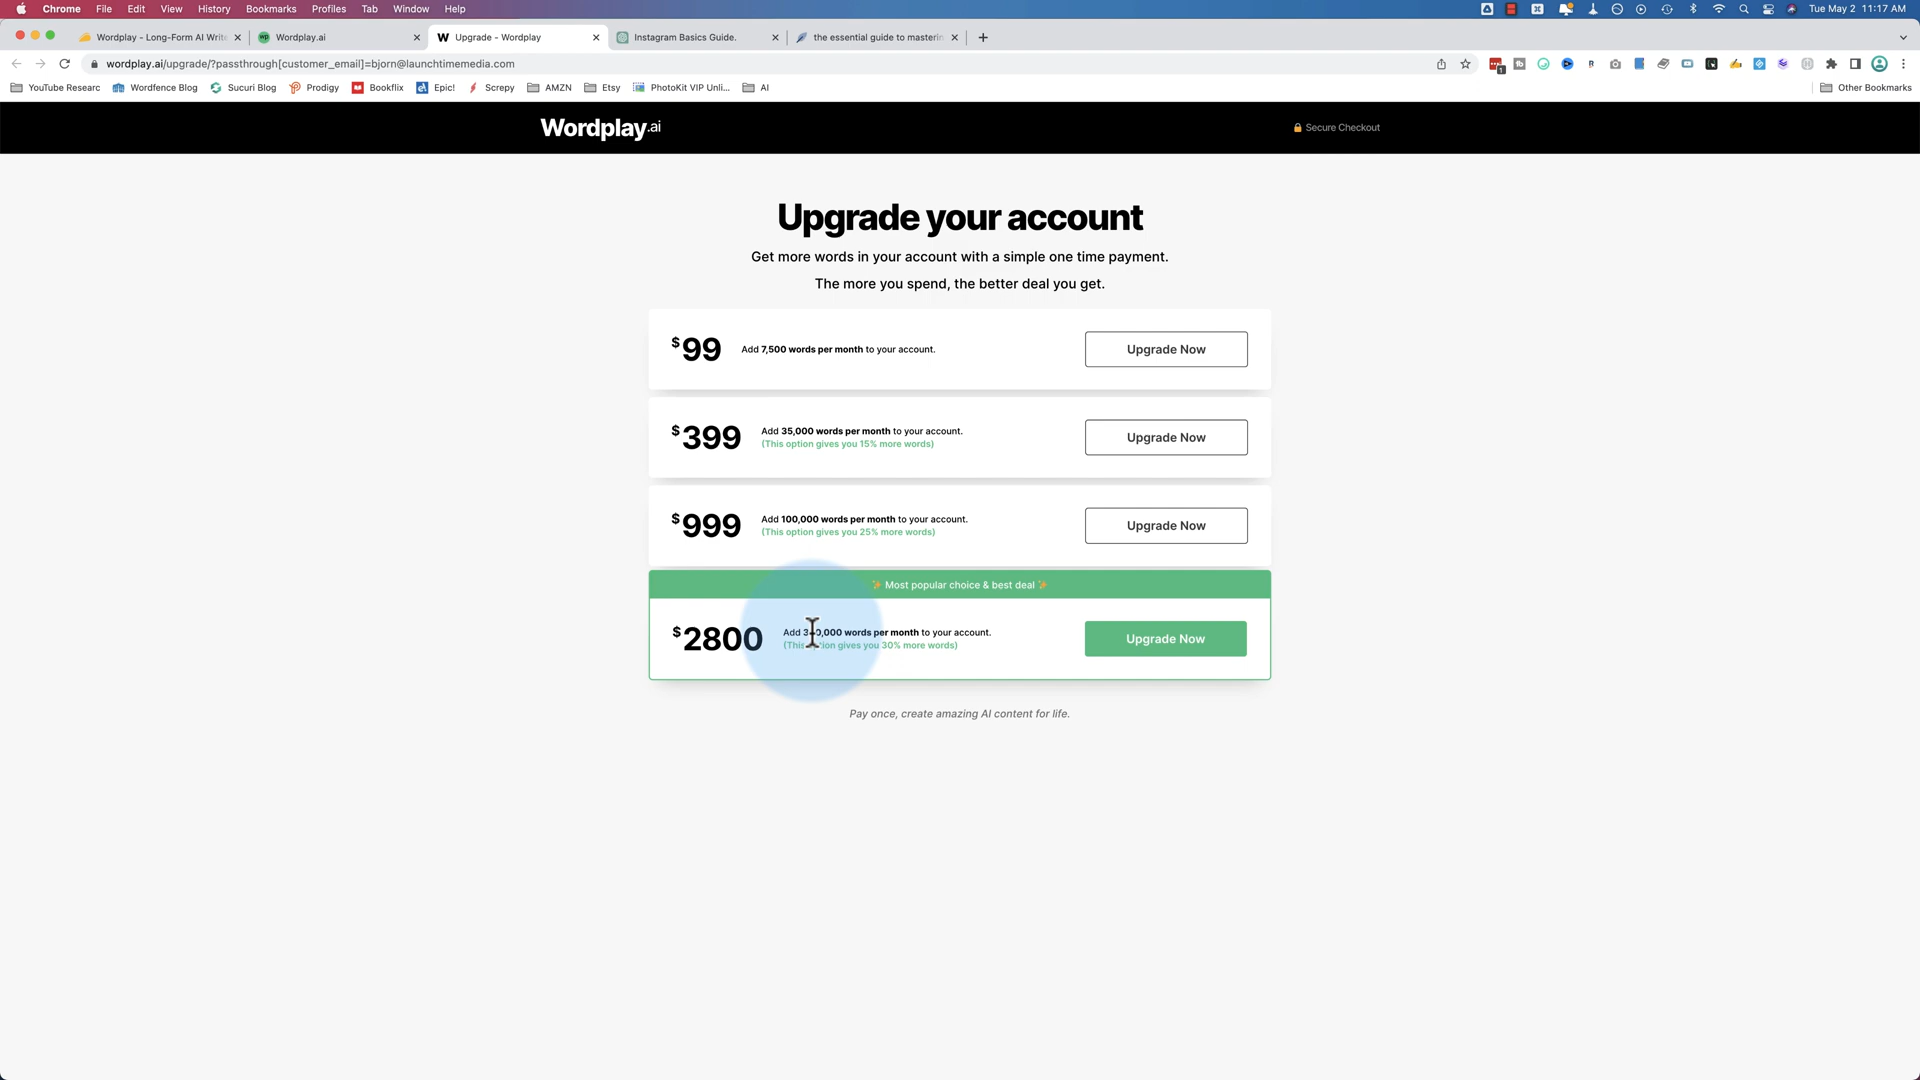 Chrome File Edit View History Bookmarks Profiles Tab Window Help Tue May 2 11:17 AM
Wordplay - Long-Form AI Write Wordplay.ai Upgrade - Wordplay Instagram Basics Guide. the essential guide to masterin
wordplay.ai/upgrade/?passthrough[customer_email]=bjorn@launchtimemedia.com
YouTube Researc Wordfence Blog Sucuri Blog Prodigy Bookflix Epic! Screpy AMZN Etsy PhotoKit VIP Unli... AI Other Bookmarks
Wordplay.ai Secure Checkout
Upgrade your account
Get more words in your account with a simple one time payment.
The more you spend, the better deal you get.
$99 Add 7,500 words per month to your account. Upgrade Now
$399 Add 35,000 words per month to your account. Upgrade Now
(This option gives you 15% more words)
$999 Add 100,000 words per month to your account. Upgrade Now
(This option gives you 25% more words)
✨ Most popular choice & best deal ✨
$2800 Add words per month to your account. Upgrade Now
(This option gives you 30% more words)
Pay once, create amazing AI content for life.